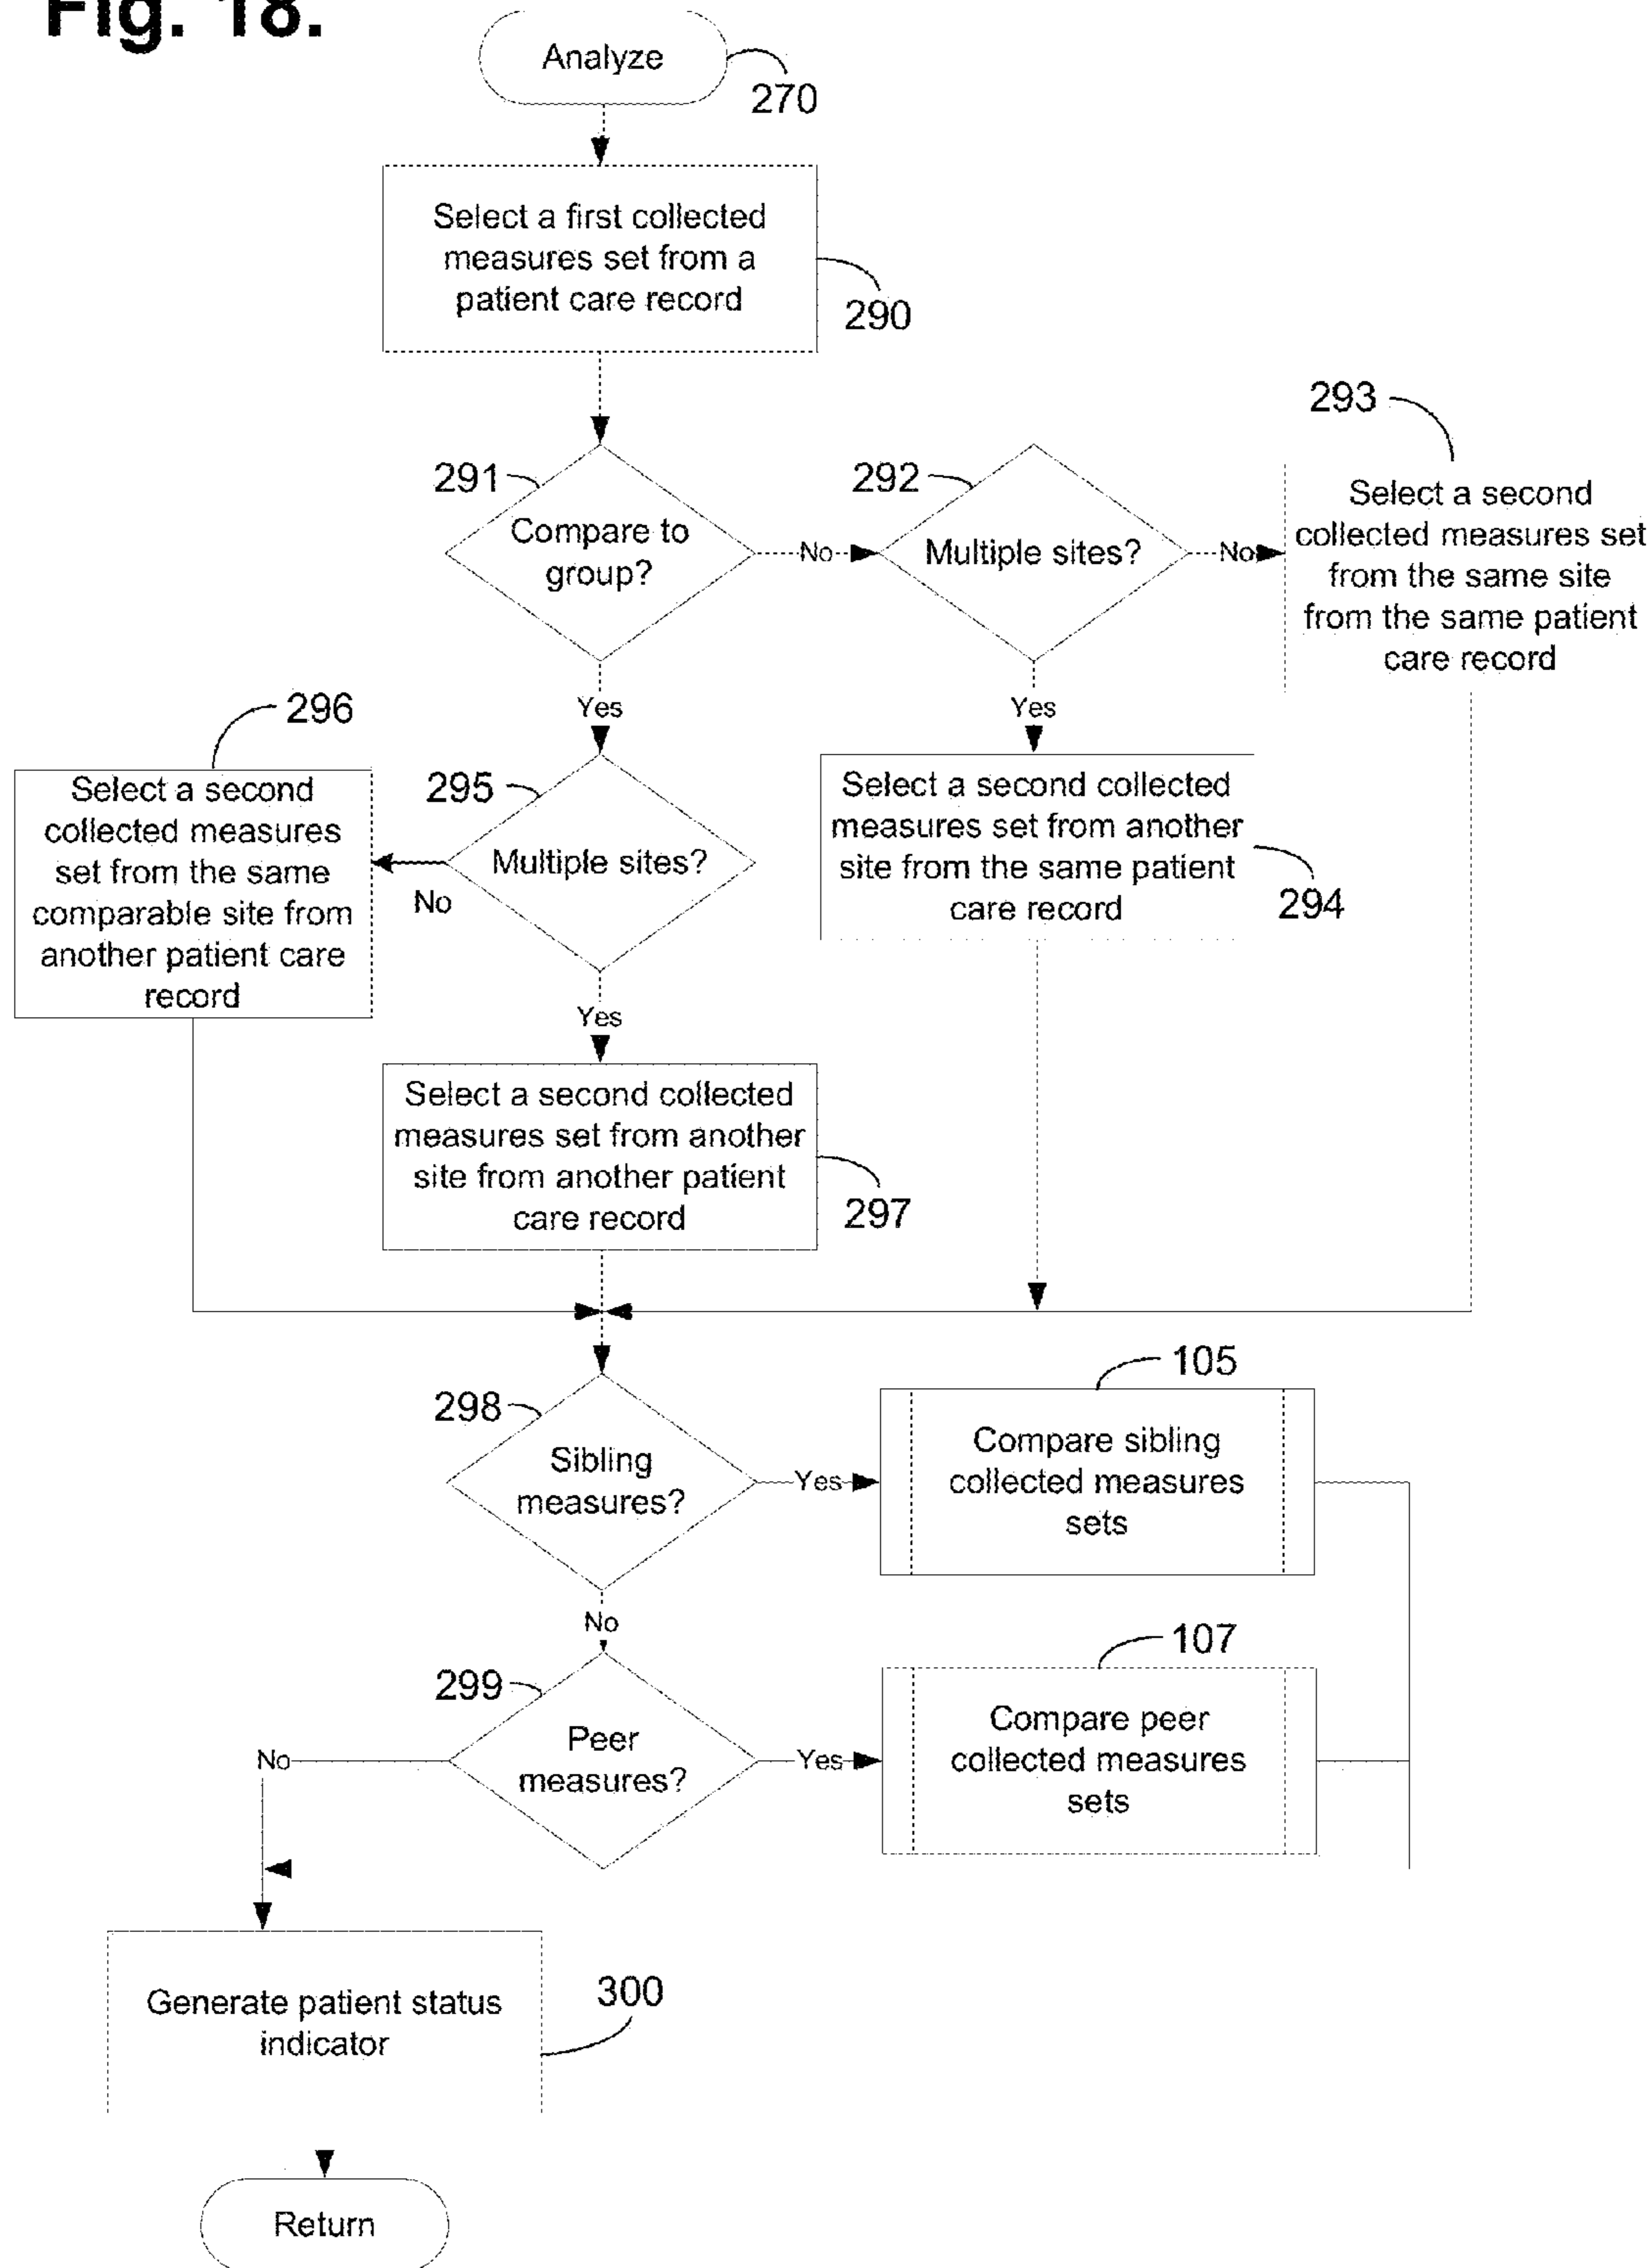 Fig. 18.
Analyze
270
Select a first collected
measures set from a
patient care record
290
291
Compare to
group?
No
292
Multiple sites?
No
293
Select a second
collected measures set
from the same site
from the same patient
care record
Yes
Yes
296
Select a second
collected measures
set from the same
comparable site from
another patient care
record
295
Multiple sites?
No
Select a second collected
measures set from another
site from the same patient
care record
294
Yes
Select a second collected
measures set from another
site from another patient
care record
297
298
Sibling
measures?
Yes
105
Compare sibling
collected measures
sets
No
299
Peer
measures?
No
Yes
107
Compare peer
collected measures
sets
Generate patient status
indicator
300
Return